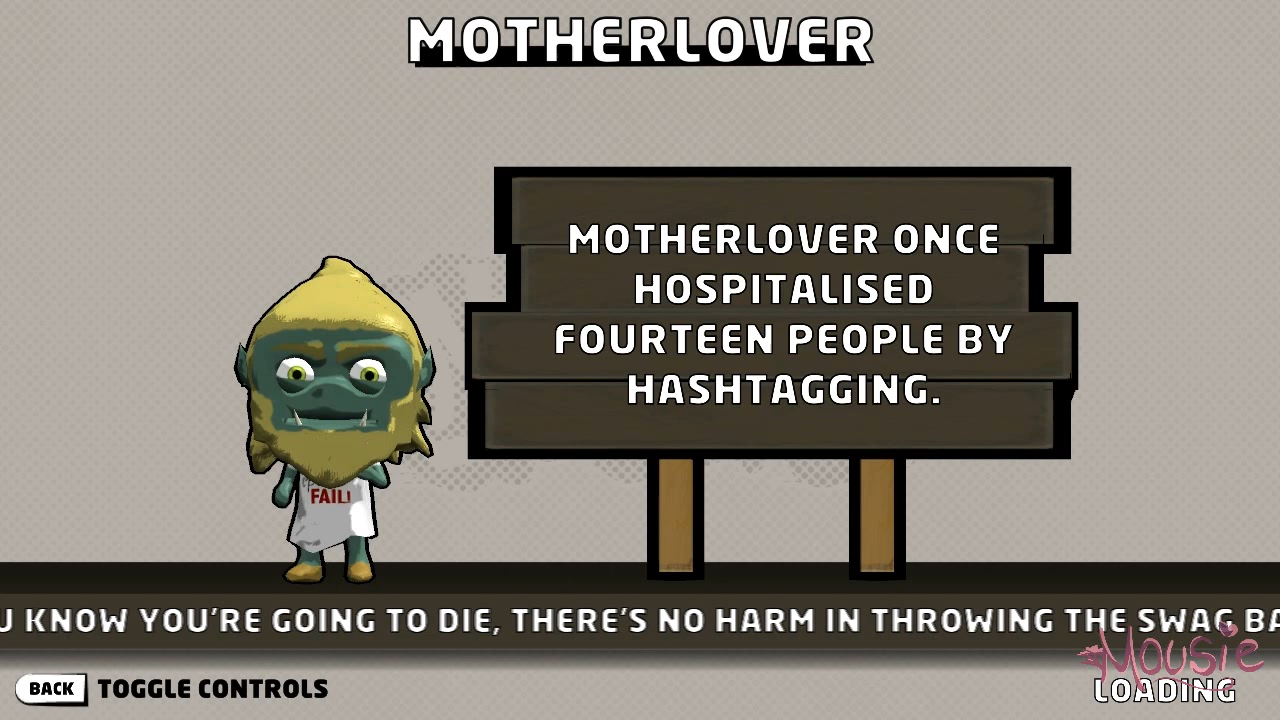 MOTHERLOVER
MOTHERLOVER ONCE
HOSPITALISED
FOURTEEN PEOPLE BY
HASHTAGGING.
FAIL!
U KNOW YOU'RE GOING TO DIE, THERE'S NO HARM IN THROWING THE SWAG BA
Mousie
BACK TOGGLE CONTROLS
LOADING